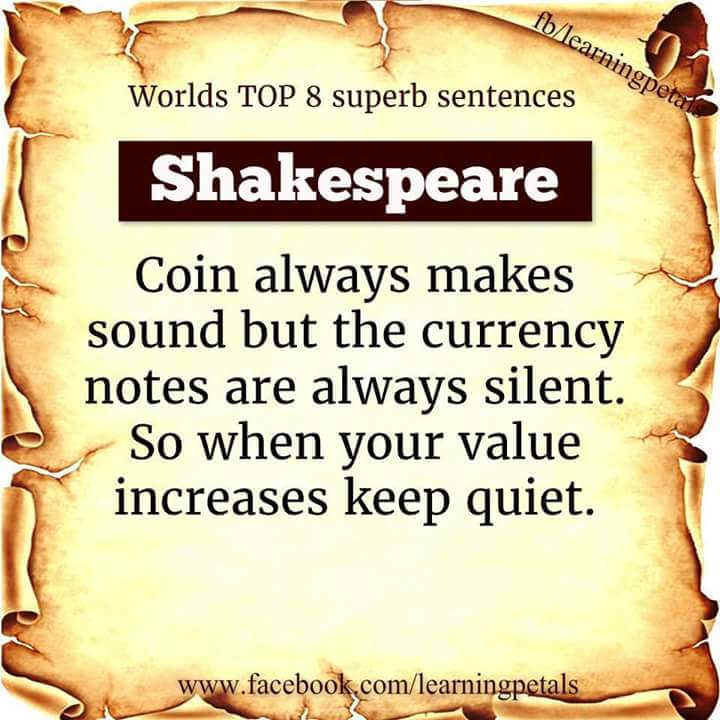 fb/learningpetals
Worlds TOP 8 superb sentences
Shakespeare
Coin always makes
sound but the currency
notes are always silent.
So when your value
increases keep quiet.
www.facebook.com/learningpetals